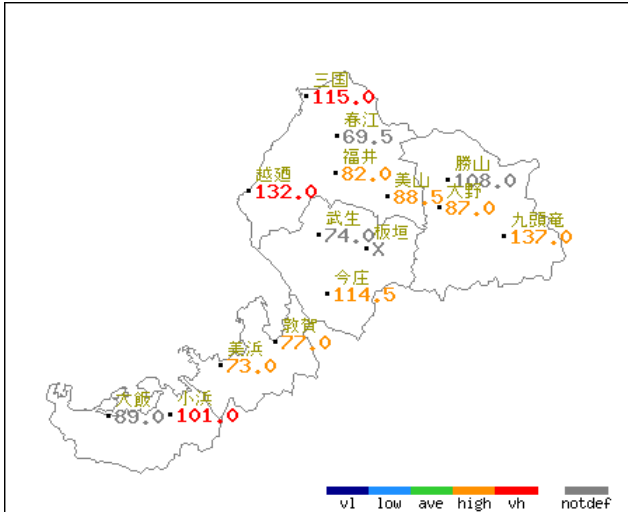 三国
115.0
春江
69.5
福井
82.0
勝山
108.0
越廼
132.0
美山
88.5
大野
87.0
武生
74.0
板垣
X
九頭竜
137.0
今庄
114.5
敦賀
77.0
美浜
73.0
大飯
89.0
小浜
101.0
vl low ave high vh notdef